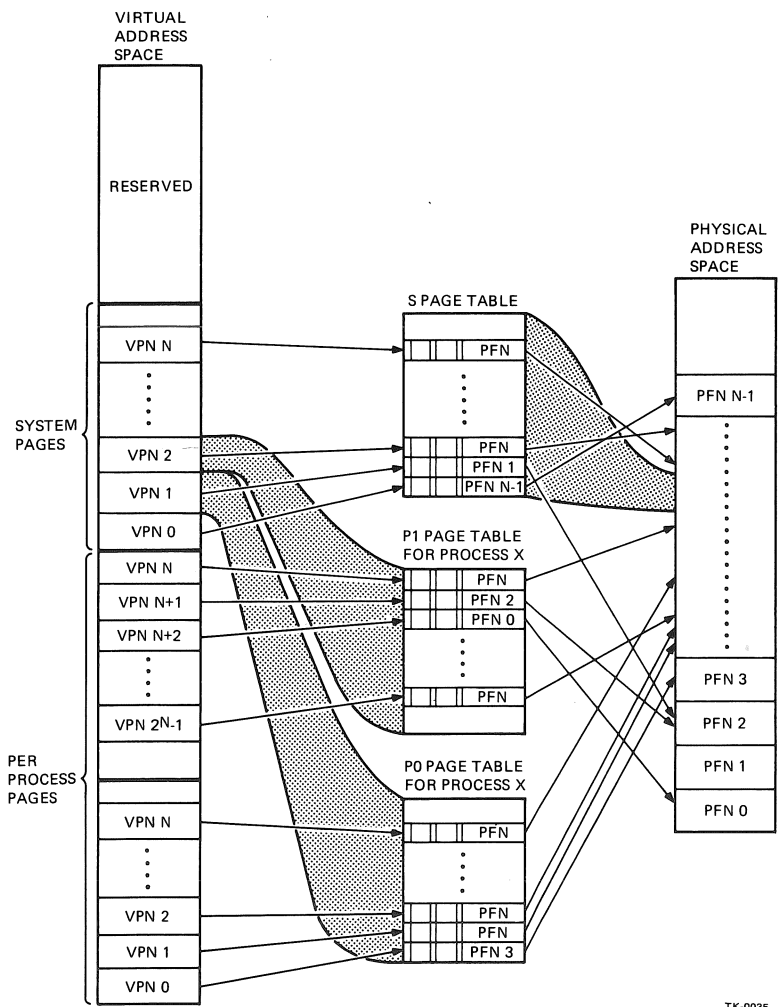 VIRTUAL
ADDRESS
SPACE
RESERVED
SYSTEM
PAGES
VPN N
VPN 2
VPN 1
VPN 0
PER
PROCESS
PAGES
VPN N
VPN N+1
VPN N+2
VPN 2N-1
VPN N
VPN 2
VPN 1
VPN 0
S PAGE TABLE
PFN
PFN
PFN 1
PFN N-1
P1 PAGE TABLE
FOR PROCESS X
PFN
PFN 2
PFN 0
PFN
P0 PAGE TABLE
FOR PROCESS X
PFN
PFN
PFN
PFN 3
PHYSICAL
ADDRESS
SPACE
PFN N-1
PFN 3
PFN 2
PFN 1
PFN 0
TK-0035